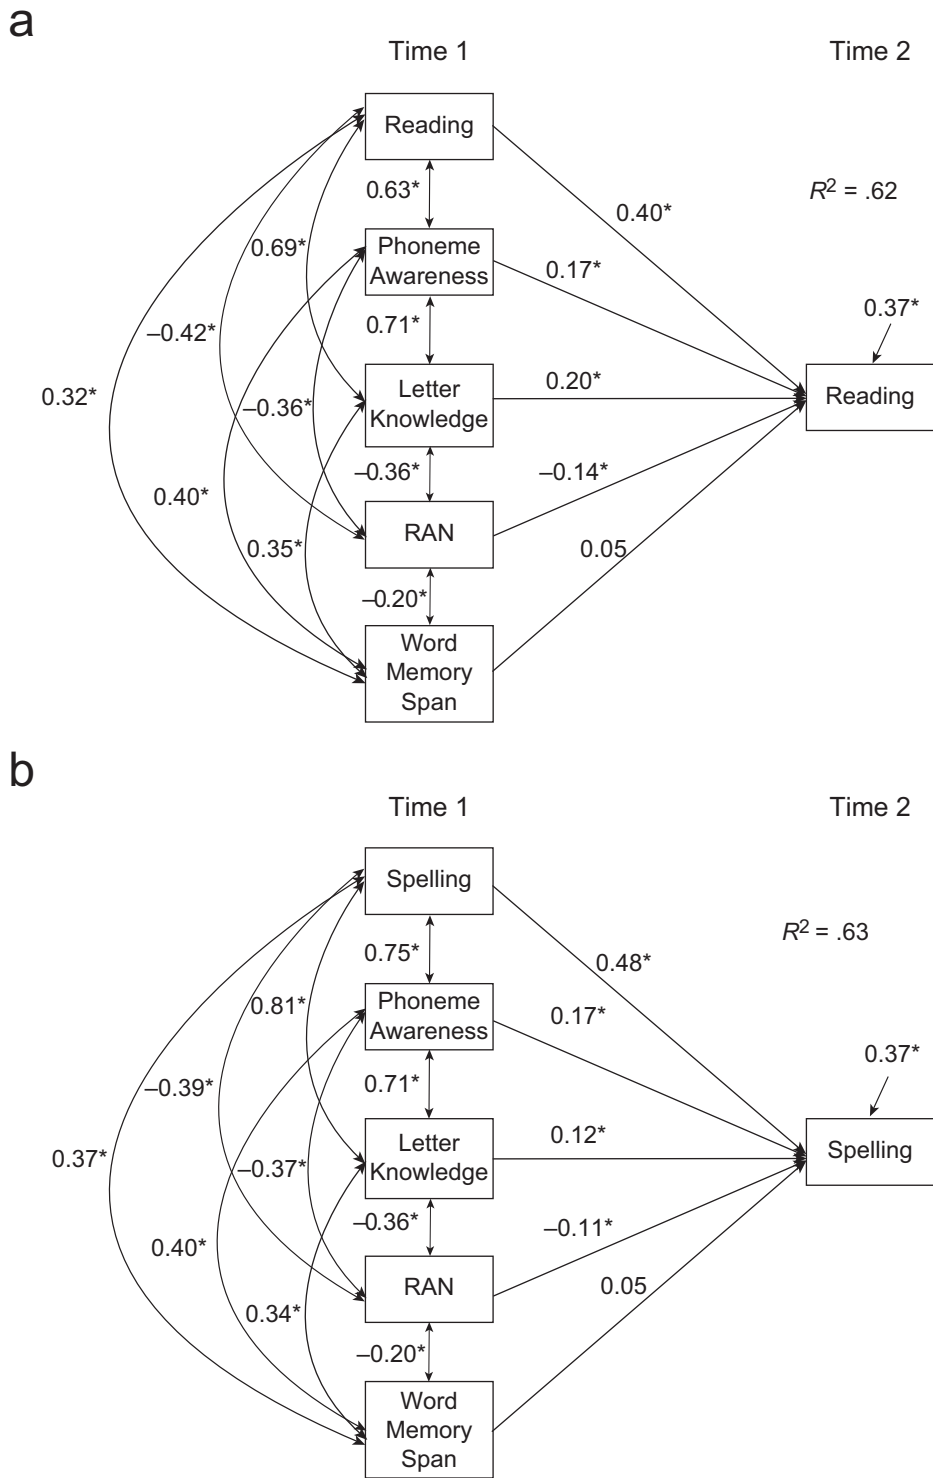 a
Time 1
Time 2
Reading
0.63*
R² = .62
0.40*
0.69*
Phoneme
Awareness
0.17*
0.37*
–0.42*
0.71*
0.32*
–0.36*
Letter
Knowledge
0.20*
Reading
–0.36*
–0.14*
0.40*
0.35*
RAN
0.05
–0.20*
Word
Memory
Span
b
Time 1
Time 2
Spelling
0.75*
R² = .63
0.48*
0.81*
Phoneme
Awareness
0.17*
0.37*
–0.39*
0.71*
0.37*
–0.37*
Letter
Knowledge
0.12*
Spelling
–0.36*
–0.11*
0.40*
0.34*
RAN
0.05
–0.20*
Word
Memory
Span